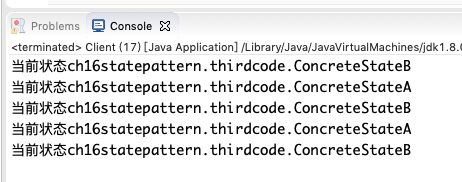 Problems Console
<terminated> Client (17) [Java Application] /Library/Java/JavaVirtualMachines/jdk1.8.0
当前状态ch16statepattern.thirdcode.ConcreteStateB
当前状态ch16statepattern.thirdcode.ConcreteStateA
当前状态ch16statepattern.thirdcode.ConcreteStateB
当前状态ch16statepattern.thirdcode.ConcreteStateA
当前状态ch16statepattern.thirdcode.ConcreteStateB